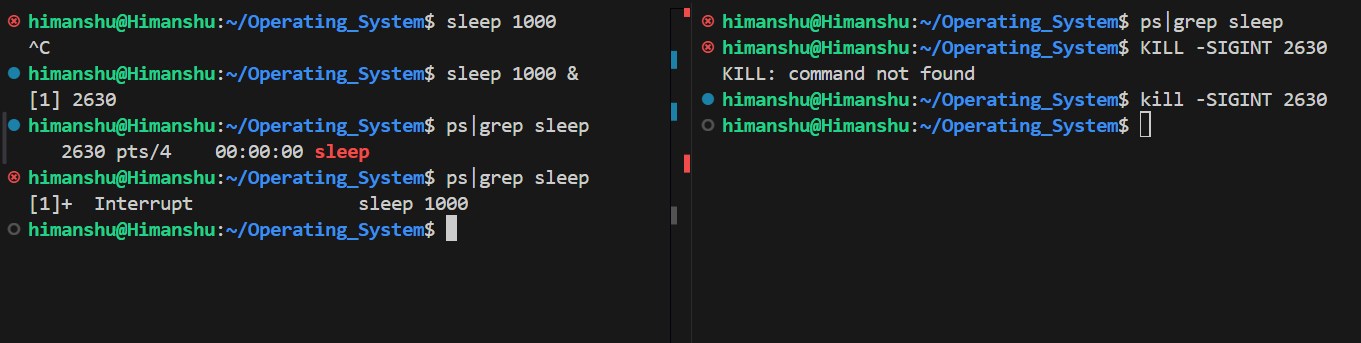 himanshu@Himanshu:~/Operating_System$ sleep 1000
^C
himanshu@Himanshu:~/Operating_System$ sleep 1000 &
[1] 2630
himanshu@Himanshu:~/Operating_System$ ps|grep sleep
   2630 pts/4    00:00:00 sleep
himanshu@Himanshu:~/Operating_System$ ps|grep sleep
[1]+  Interrupt               sleep 1000
himanshu@Himanshu:~/Operating_System$
himanshu@Himanshu:~/Operating_System$ ps|grep sleep
himanshu@Himanshu:~/Operating_System$ KILL -SIGINT 2630
KILL: command not found
himanshu@Himanshu:~/Operating_System$ kill -SIGINT 2630
himanshu@Himanshu:~/Operating_System$